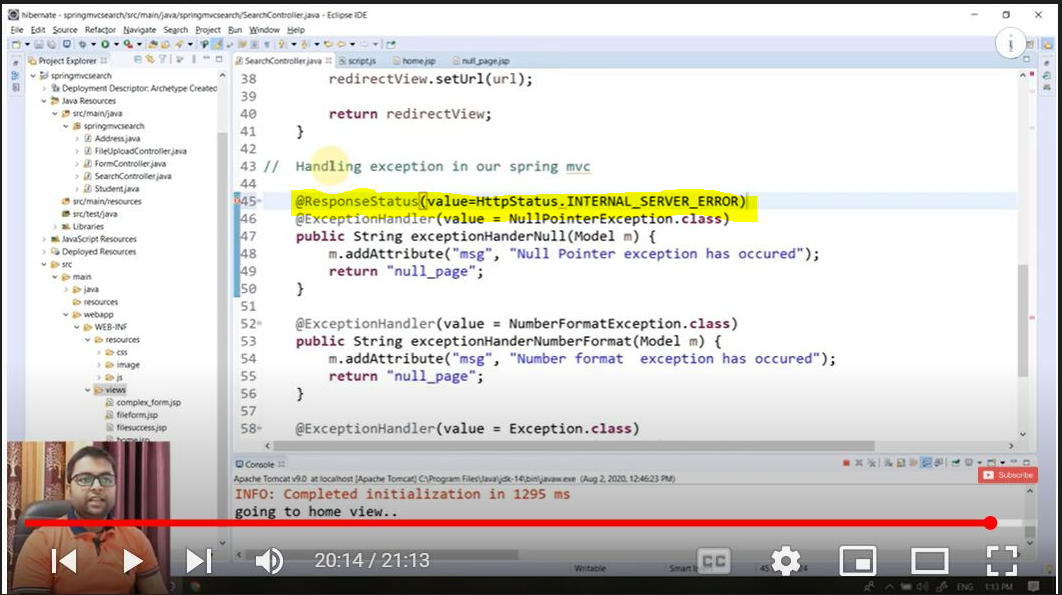 hibernate - springmvcsearch/src/main/java/springmvcsearch/SearchController.java - Eclipse IDE
File Edit Source Refactor Navigate Search Project Run Window Help
Project Explorer
springmvcsearch
Deployment Descriptor: Archetype Created
Java Resources
src/main/java
springmvcsearch
Address.java
FileUploadController.java
FormController.java
SearchController.java
Student.java
src/main/resources
src/test/java
Libraries
JavaScript Resources
Deployed Resources
src
main
java
resources
webapp
WEB-INF
resources
css
image
js
views
complex_form.jsp
fileform.jsp
filesuccess.jsp
home.jsp
SearchController.java script.js home.jsp null_page.jsp
38 redirectView.setUrl(url);
39
40 return redirectView;
41 }
42
43 // Handling exception in our spring mvc
44
45 @ResponseStatus(value=HttpStatus.INTERNAL_SERVER_ERROR)
46 @ExceptionHandler(value = NullPointerException.class)
47 public String exceptionHanderNull(Model m) {
48 m.addAttribute("msg", "Null Pointer exception has occured");
49 return "null_page";
50 }
51
52 @ExceptionHandler(value = NumberFormatException.class)
53 public String exceptionHanderNumberFormat(Model m) {
54 m.addAttribute("msg", "Number format  exception has occured");
55 return "null_page";
56 }
57
58 @ExceptionHandler(value = Exception.class)
Console
Apache Tomcat v9.0 at localhost [Apache Tomcat] C:\Program Files\Java\jdk-14\bin\javaw.exe (Aug 2, 2020, 12:46:23 PM)
INFO: Completed initialization in 1295 ms
going to home view..
Subscribe
20:14 / 21:13
CC
Writable
ENG 1:13 PM